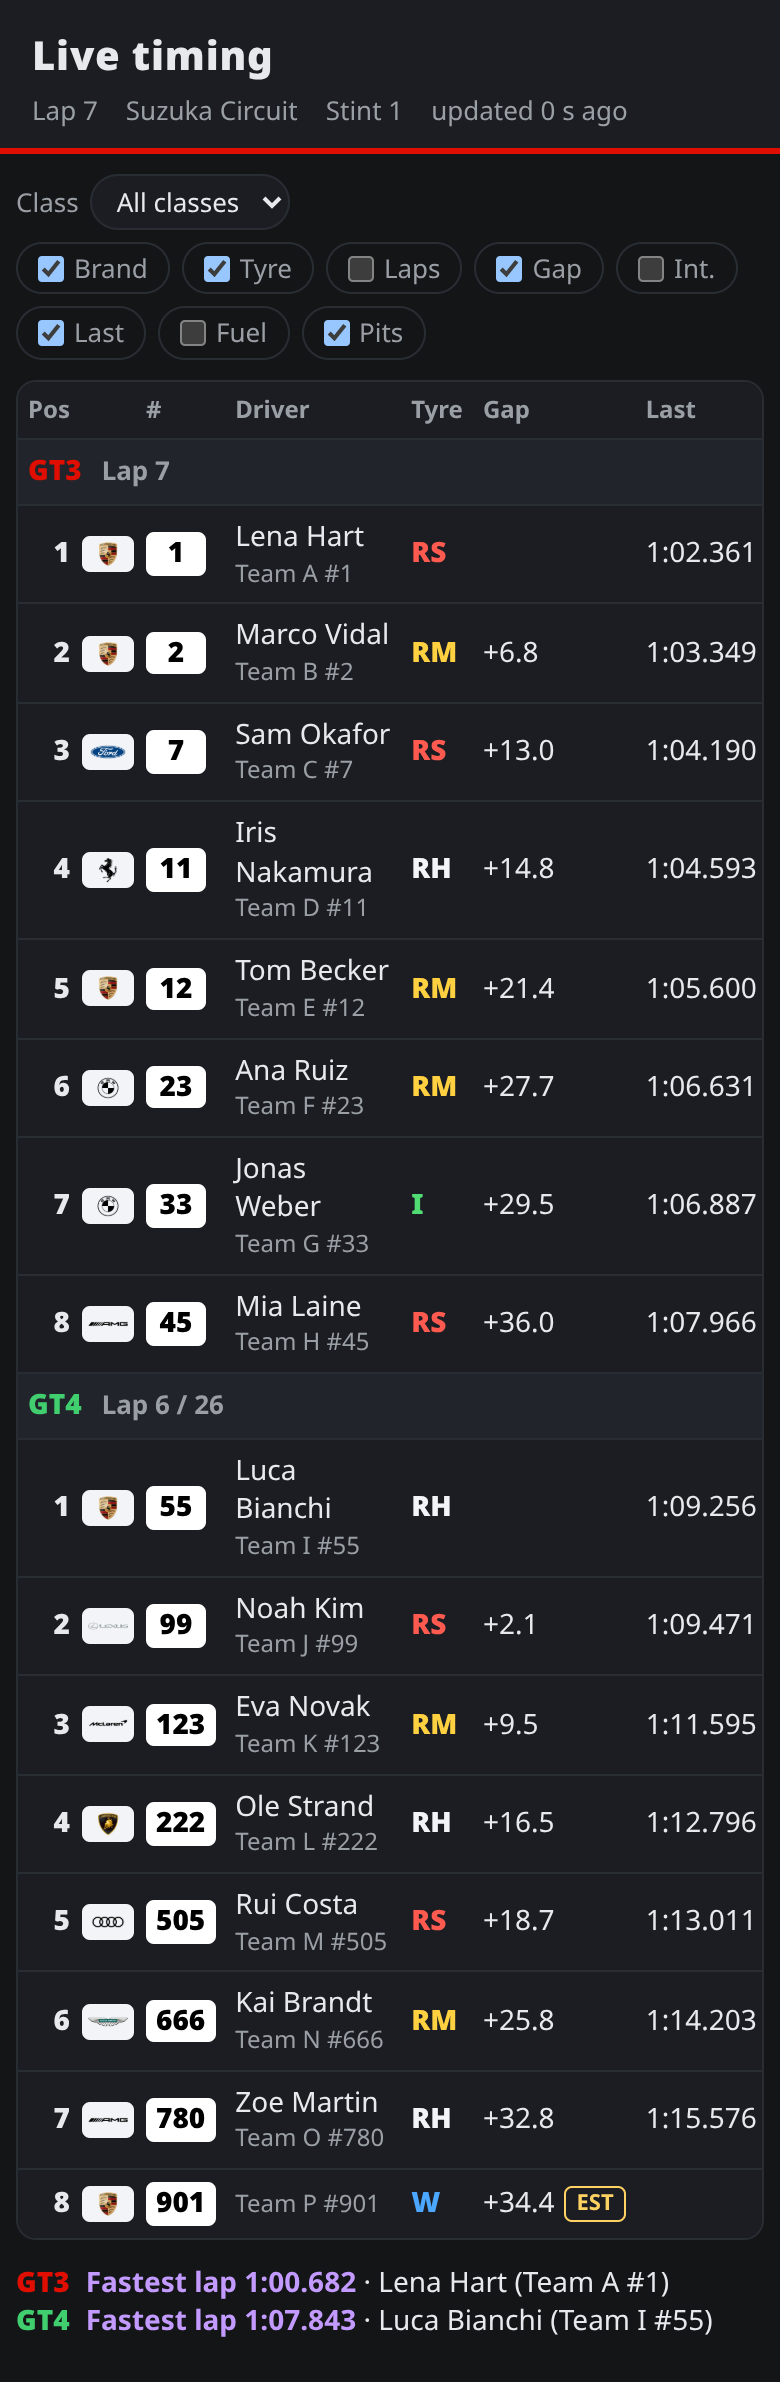 Live timing
Lap 7 Suzuka Circuit Stint 1 updated 0 s ago
Class All classes
Brand Tyre Laps Gap Int.
Last Fuel Pits
Pos # Driver Tyre Gap Last
GT3 Lap 7
1 1 Lena Hart RS 1:02.361
Team A #1
2 2 Marco Vidal RM +6.8 1:03.349
Team B #2
3 Ford 7 Sam Okafor RS +13.0 1:04.190
Team C #7
4 11 Iris Nakamura RH +14.8 1:04.593
Team D #11
5 12 Tom Becker RM +21.4 1:05.600
Team E #12
6 23 Ana Ruiz RM +27.7 1:06.631
Team F #23
7 33 Jonas Weber I +29.5 1:06.887
Team G #33
8 AMG 45 Mia Laine RS +36.0 1:07.966
Team H #45
GT4 Lap 6 / 26
1 55 Luca Bianchi RH 1:09.256
Team I #55
2 LEXUS 99 Noah Kim RS +2.1 1:09.471
Team J #99
3 McLaren 123 Eva Novak RM +9.5 1:11.595
Team K #123
4 222 Ole Strand RH +16.5 1:12.796
Team L #222
5 505 Rui Costa RS +18.7 1:13.011
Team M #505
6 666 Kai Brandt RM +25.8 1:14.203
Team N #666
7 AMG 780 Zoe Martin RH +32.8 1:15.576
Team O #780
8 901 Team P #901 W +34.4 EST
GT3 Fastest lap 1:00.682 · Lena Hart (Team A #1)
GT4 Fastest lap 1:07.843 · Luca Bianchi (Team I #55)